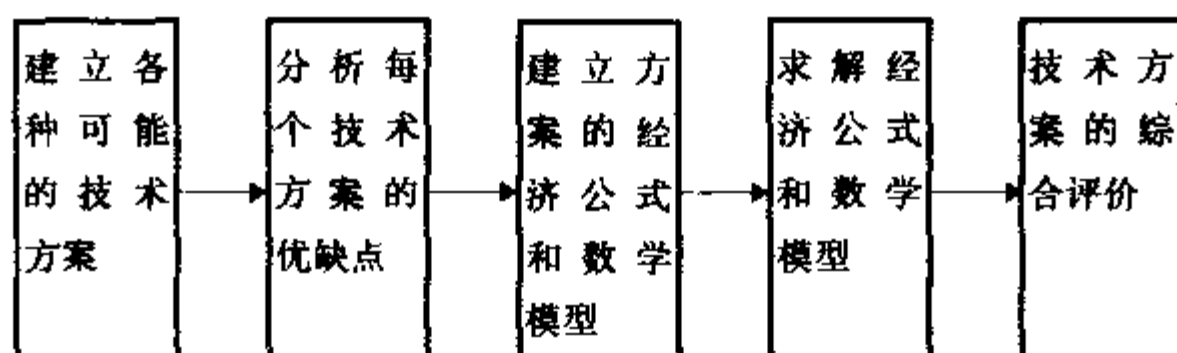 建立各
种可能
的技术
方案
分析每
个技术
方案的
优缺点
建立方
案的经
济公式
和数学
模型
求解经
济公式
和数学
模型
技术方
案的综
合评价